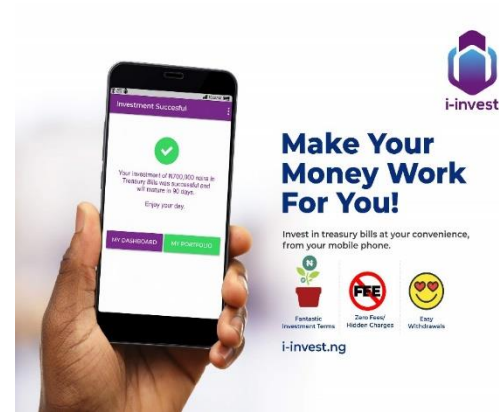 Investment Succesful
Your investment of N700,000 naira in
Treasury Bills was successful and
will mature in 90 days.
Enjoy your day.
MY DASHBOARD
MY PORTFOLIO
i-invest
Make Your
Money Work
For You!
Invest in treasury bills at your convenience,
from your mobile phone.
N
FEE
Fantastic
Investment Terms
Zero Fees/
Hidden Charges
Easy
Withdrawals
i-invest.ng